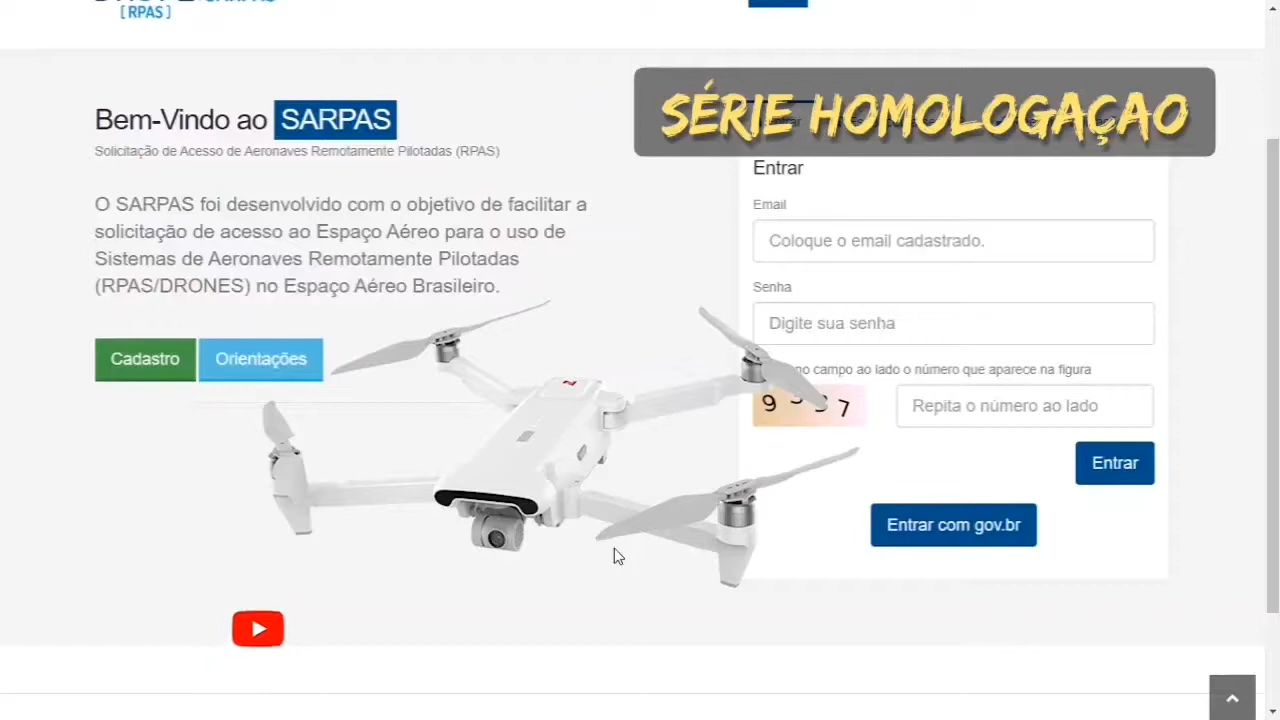 [RPAS]
SÉRIE HOMOLOGAÇAO
Bem-Vindo ao SARPAS
Solicitação de Acesso de Aeronaves Remotamente Pilotadas (RPAS)
O SARPAS foi desenvolvido com o objetivo de facilitar a
solicitação de acesso ao Espaço Aéreo para o uso de
Sistemas de Aeronaves Remotamente Pilotadas
(RPAS/DRONES) no Espaço Aéreo Brasileiro.
Cadastro
Orientações
Entrar
Email
Coloque o email cadastrado.
Senha
Digite sua senha
no campo ao lado o número que aparece na figura
Repita o número ao lado
Entrar
Entrar com gov.br